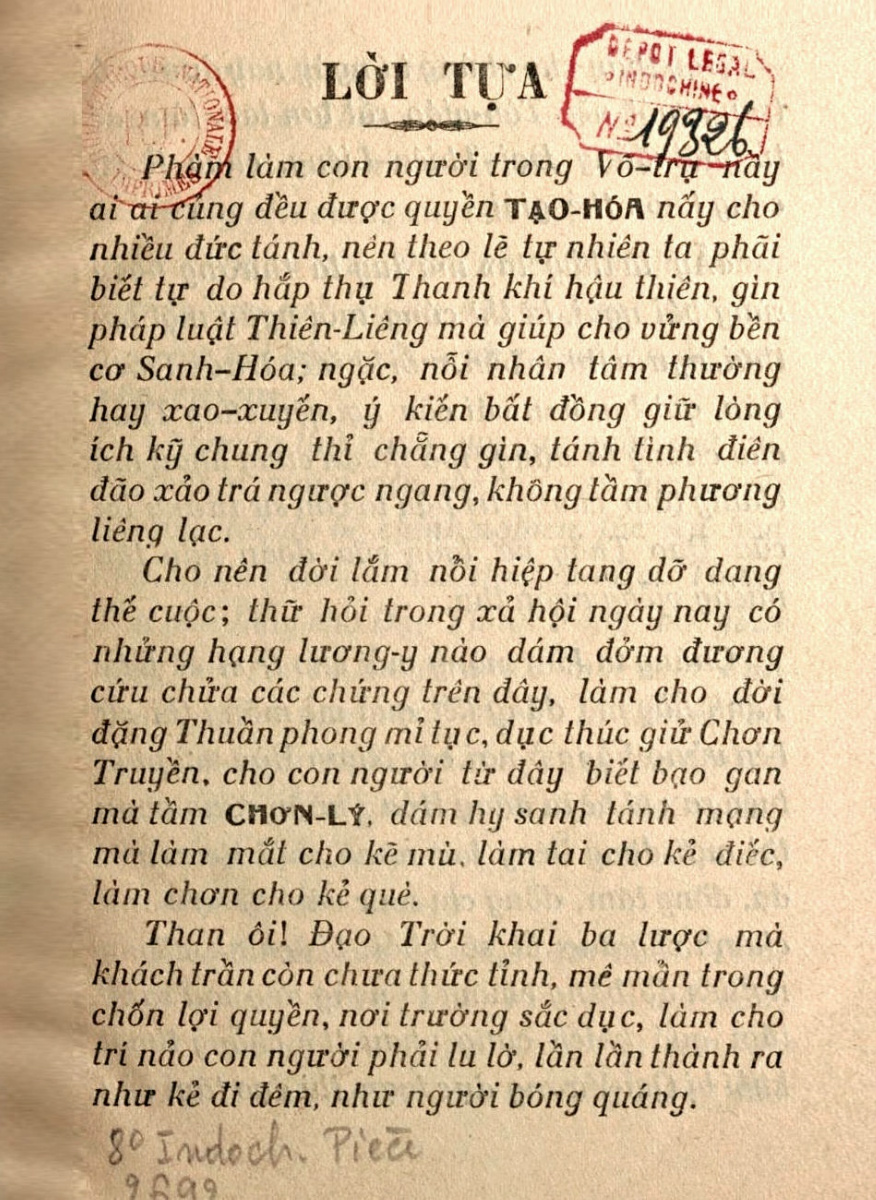 LỜI TỰA
DÉPOT LEGAL
INDOCHINE
Nº 19326
Phàm làm con người trong Võ-trụ nầy
ai ai cũng đều được quyền TẠO-HÓA nấy cho
nhiều đức tánh, nên theo lẽ tự nhiên ta phãi
biết tự do hấp thụ Thanh khí hậu thiên, gìn
pháp luật Thiên-Liêng mà giúp cho vửng bền
cơ Sanh-Hóa; ngặc, nỗi nhân tâm thường
hay xao-xuyến, ý kiến bất đồng giữ lòng
ích kỹ chung thỉ chẵng gìn, tánh tình điên
đão xảo trá ngược ngang, không tầm phương
liêng lạc.
Cho nên đời lắm nồi hiệp tang dỡ dang
thế cuộc; thữ hỏi trong xả hội ngày nay có
nhửng hạng lương-y nào dám đởm đương
cứu chửa các chứng trên đây, làm cho đời
đặng Thuần phong mỉ tục, dục thúc giử Chơn
Truyền, cho con người từ đây biết bạo gan
mà tầm CHƠN-LÝ, dám hy sanh tánh mạng
mà làm mắt cho kẽ mù, làm tai cho kẻ điếc,
làm chơn cho kẻ què.
Than ôi! Đạo Trời khai ba lược mà
khách trần còn chưa thức tỉnh, mê mần trong
chốn lợi quyền, nơi trường sắc dục, làm cho
trí nảo con người phải lu lờ, lần lần thành ra
như kẻ đi đêm, như người bóng quáng.
8º Indoch. Pièce